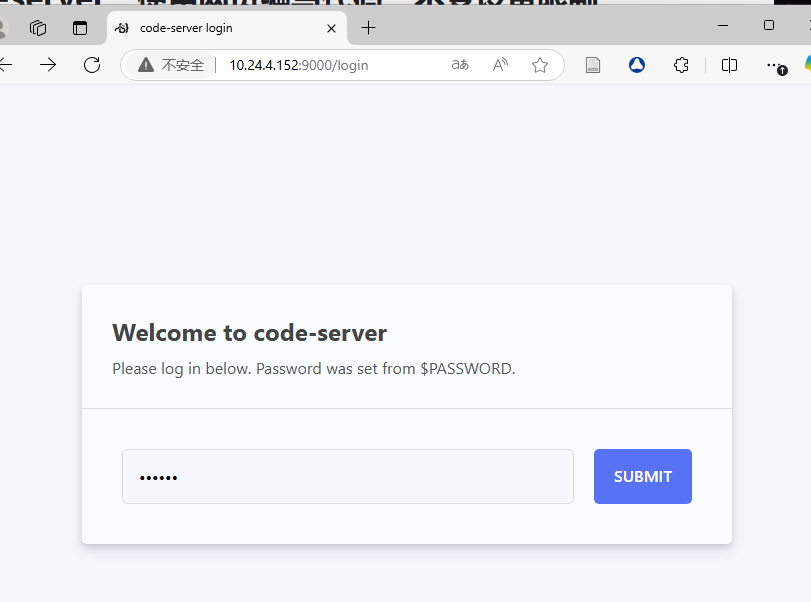 code-server login
不安全
10.24.4.152:9000/login
Welcome to code-server
Please log in below. Password was set from $PASSWORD.
••••••
SUBMIT